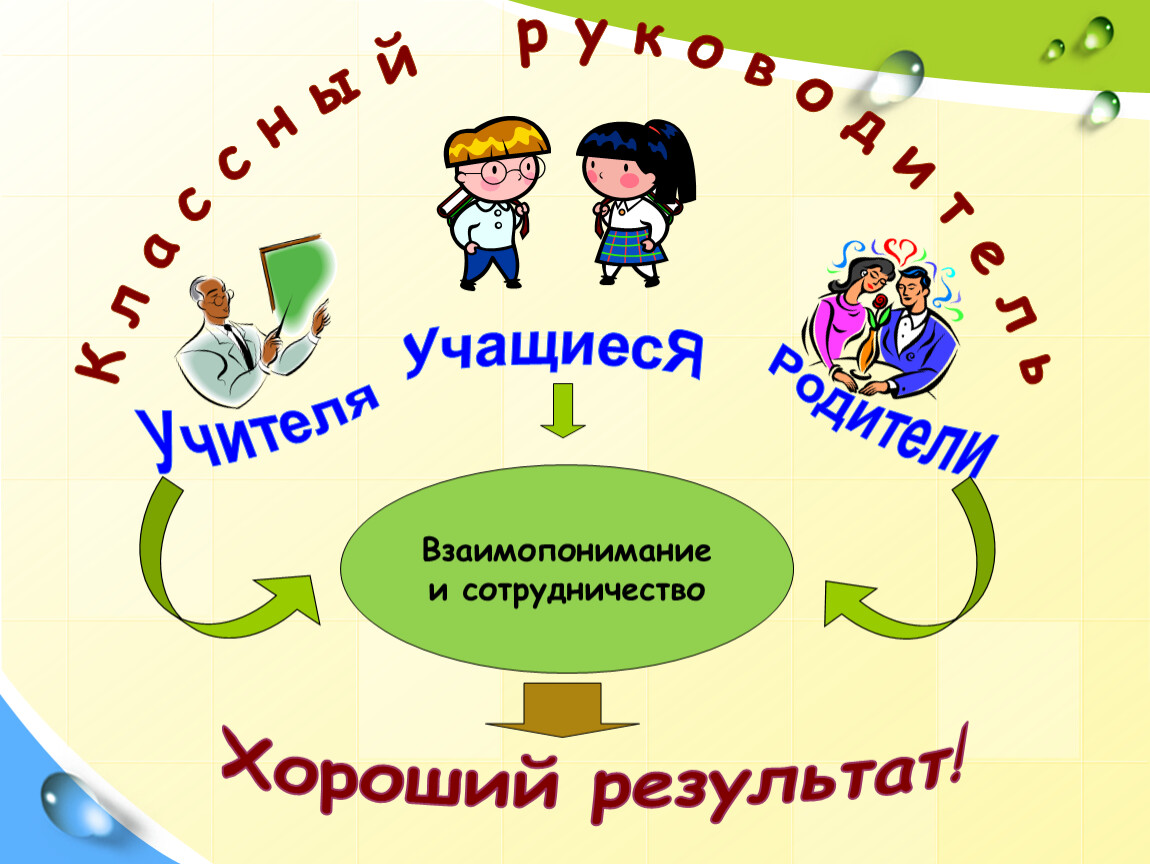 Классный руководитель
Учителя
УчащиесЯ
РодителИ
Взаимопонимание
и сотрудничество
Хороший результат!